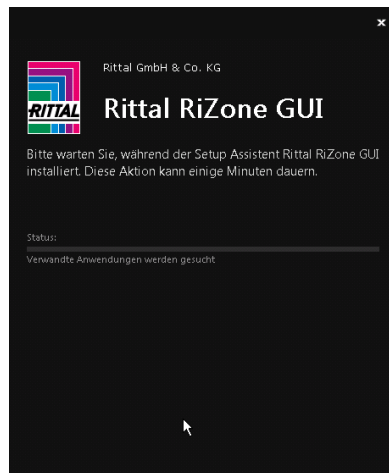 Rittal GmbH & Co. KG
RITTAL
Rittal RiZone GUI
Bitte warten Sie, während der Setup Assistent Rittal RiZone GUI
installiert. Diese Aktion kann einige Minuten dauern.
Status:
Verwandte Anwendungen werden gesucht